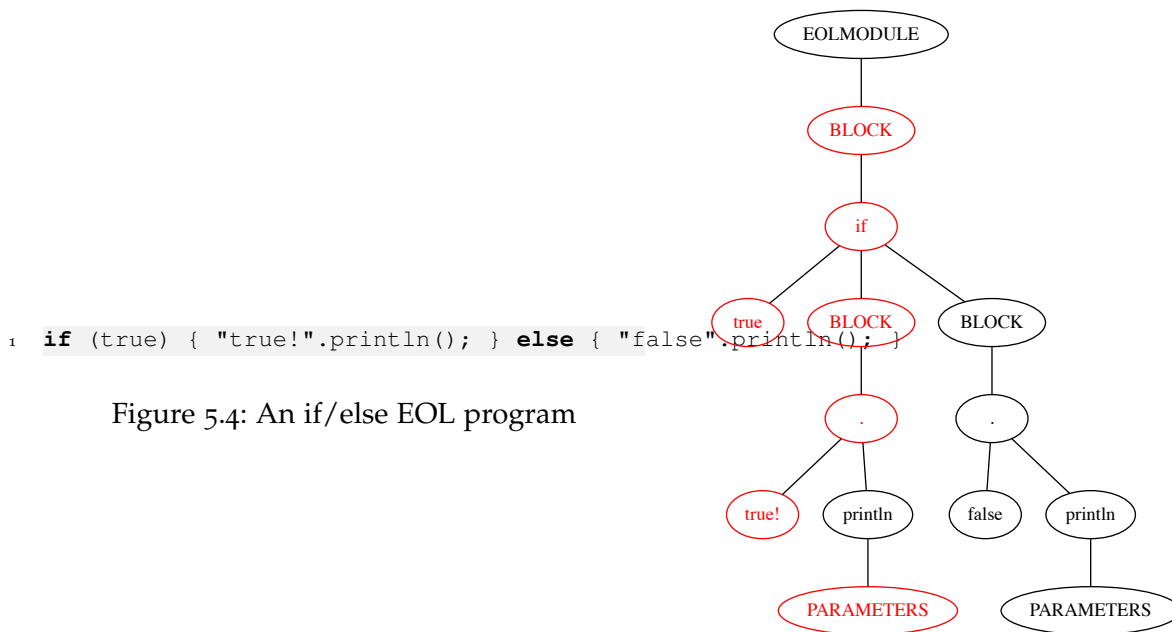 EOLMODULE
BLOCK
if
true BLOCK BLOCK
1 if (true) { "true!".println(); } else { "false".println(); }
Figure 5.4: An if/else EOL program
. .
true! println false println
PARAMETERS PARAMETERS